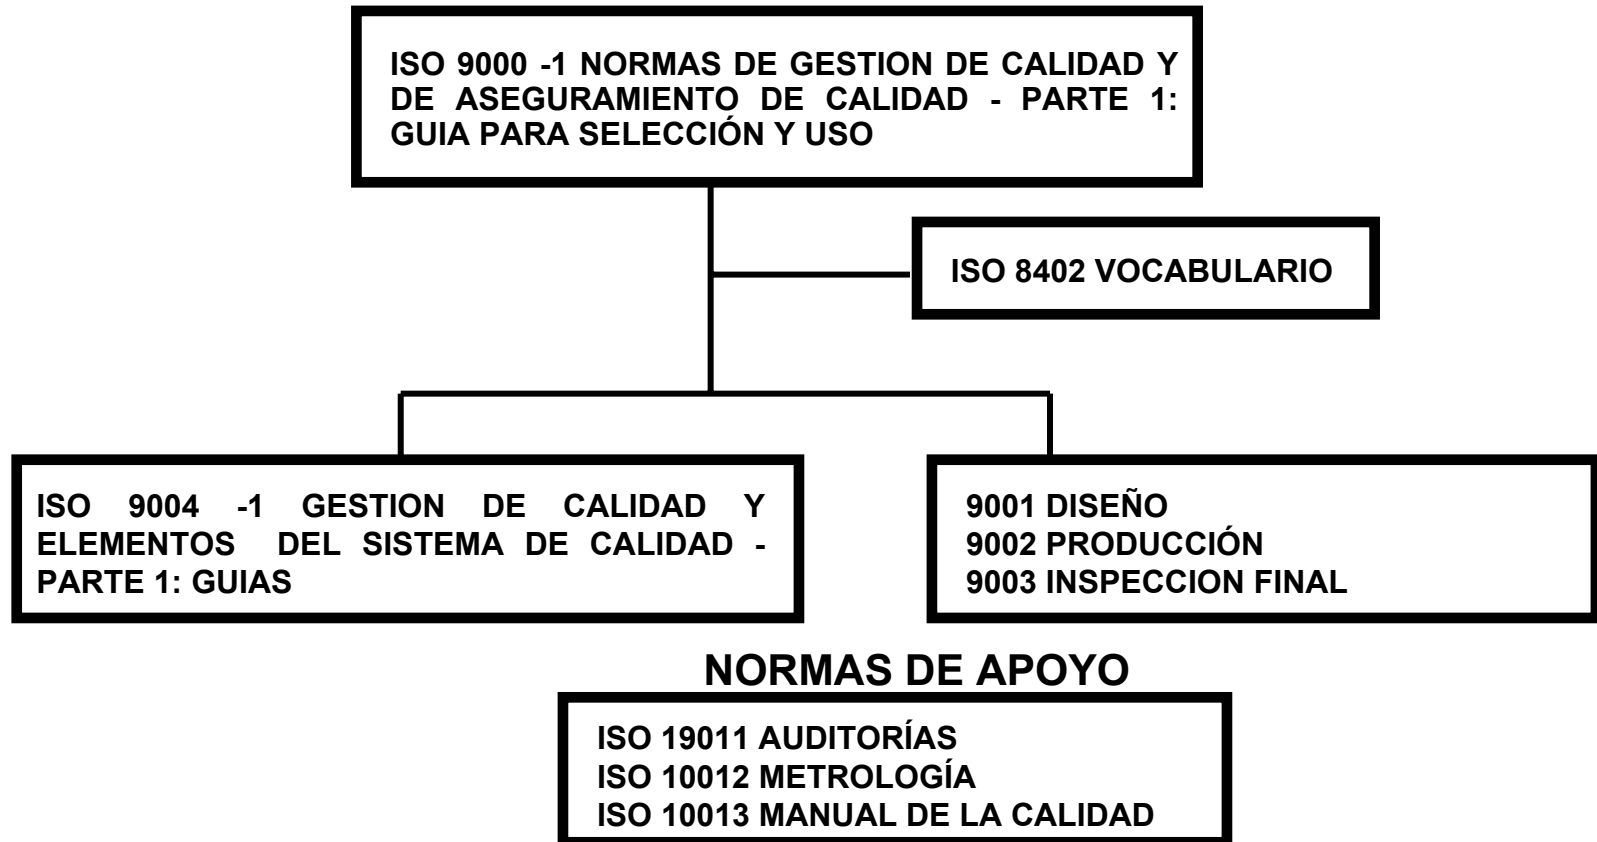 ISO 9000 -1 NORMAS DE GESTION DE CALIDAD Y
DE ASEGURAMIENTO DE CALIDAD - PARTE 1:
GUIA PARA SELECCIÓN Y USO
ISO 8402 VOCABULARIO
ISO 9004 -1 GESTION DE CALIDAD Y
ELEMENTOS DEL SISTEMA DE CALIDAD -
PARTE 1: GUIAS
9001 DISEÑO
9002 PRODUCCIÓN
9003 INSPECCION FINAL
NORMAS DE APOYO
ISO 19011 AUDITORÍAS
ISO 10012 METROLOGÍA
ISO 10013 MANUAL DE LA CALIDAD